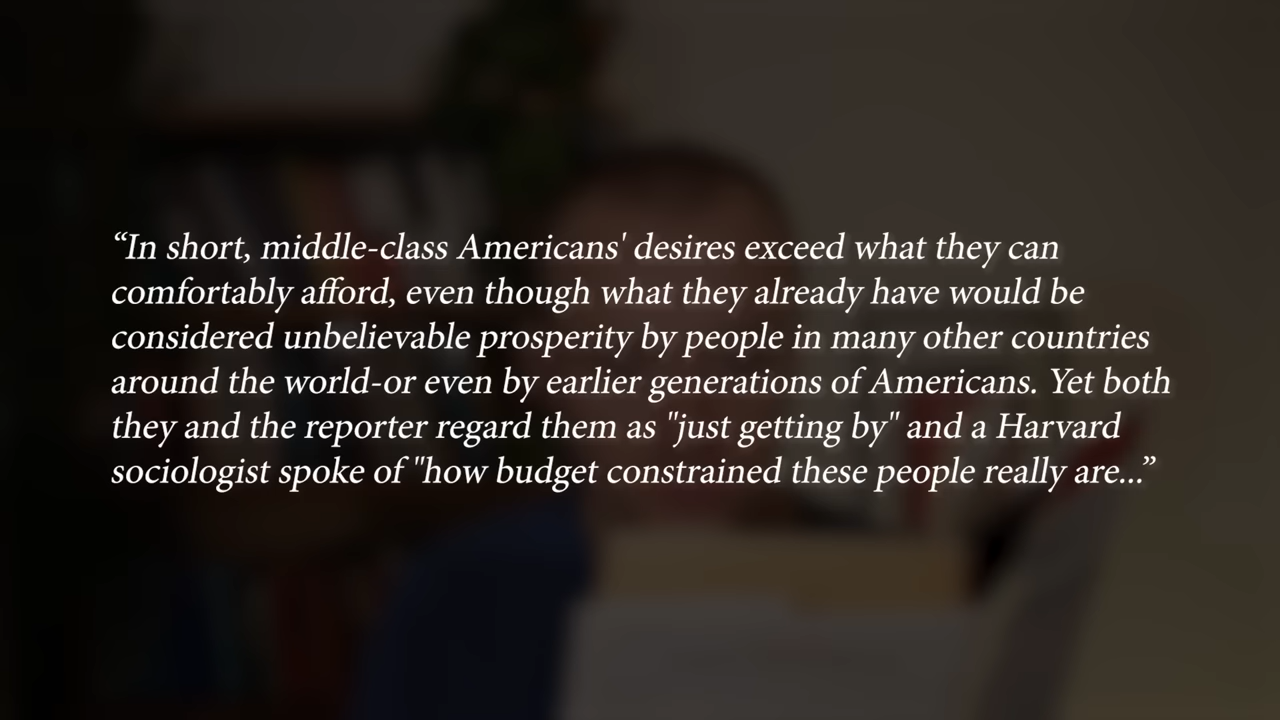 “In short, middle-class Americans' desires exceed what they can
comfortably afford, even though what they already have would be
considered unbelievable prosperity by people in many other countries
around the world-or even by earlier generations of Americans. Yet both
they and the reporter regard them as "just getting by" and a Harvard
sociologist spoke of "how budget constrained these people really are...”